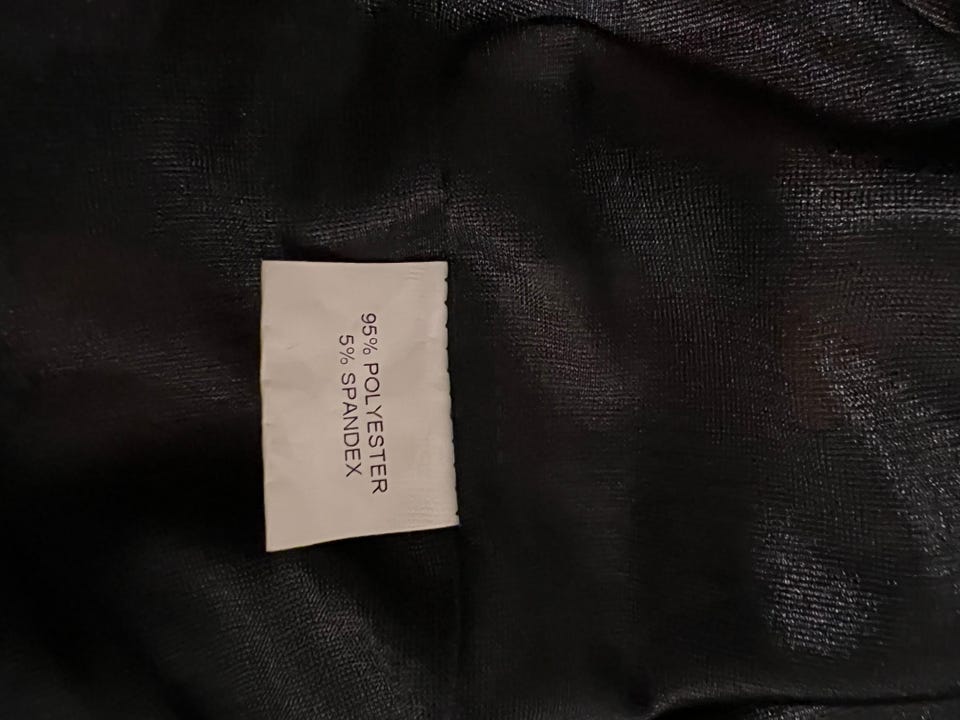 95% POLYESTER
5% SPANDEX